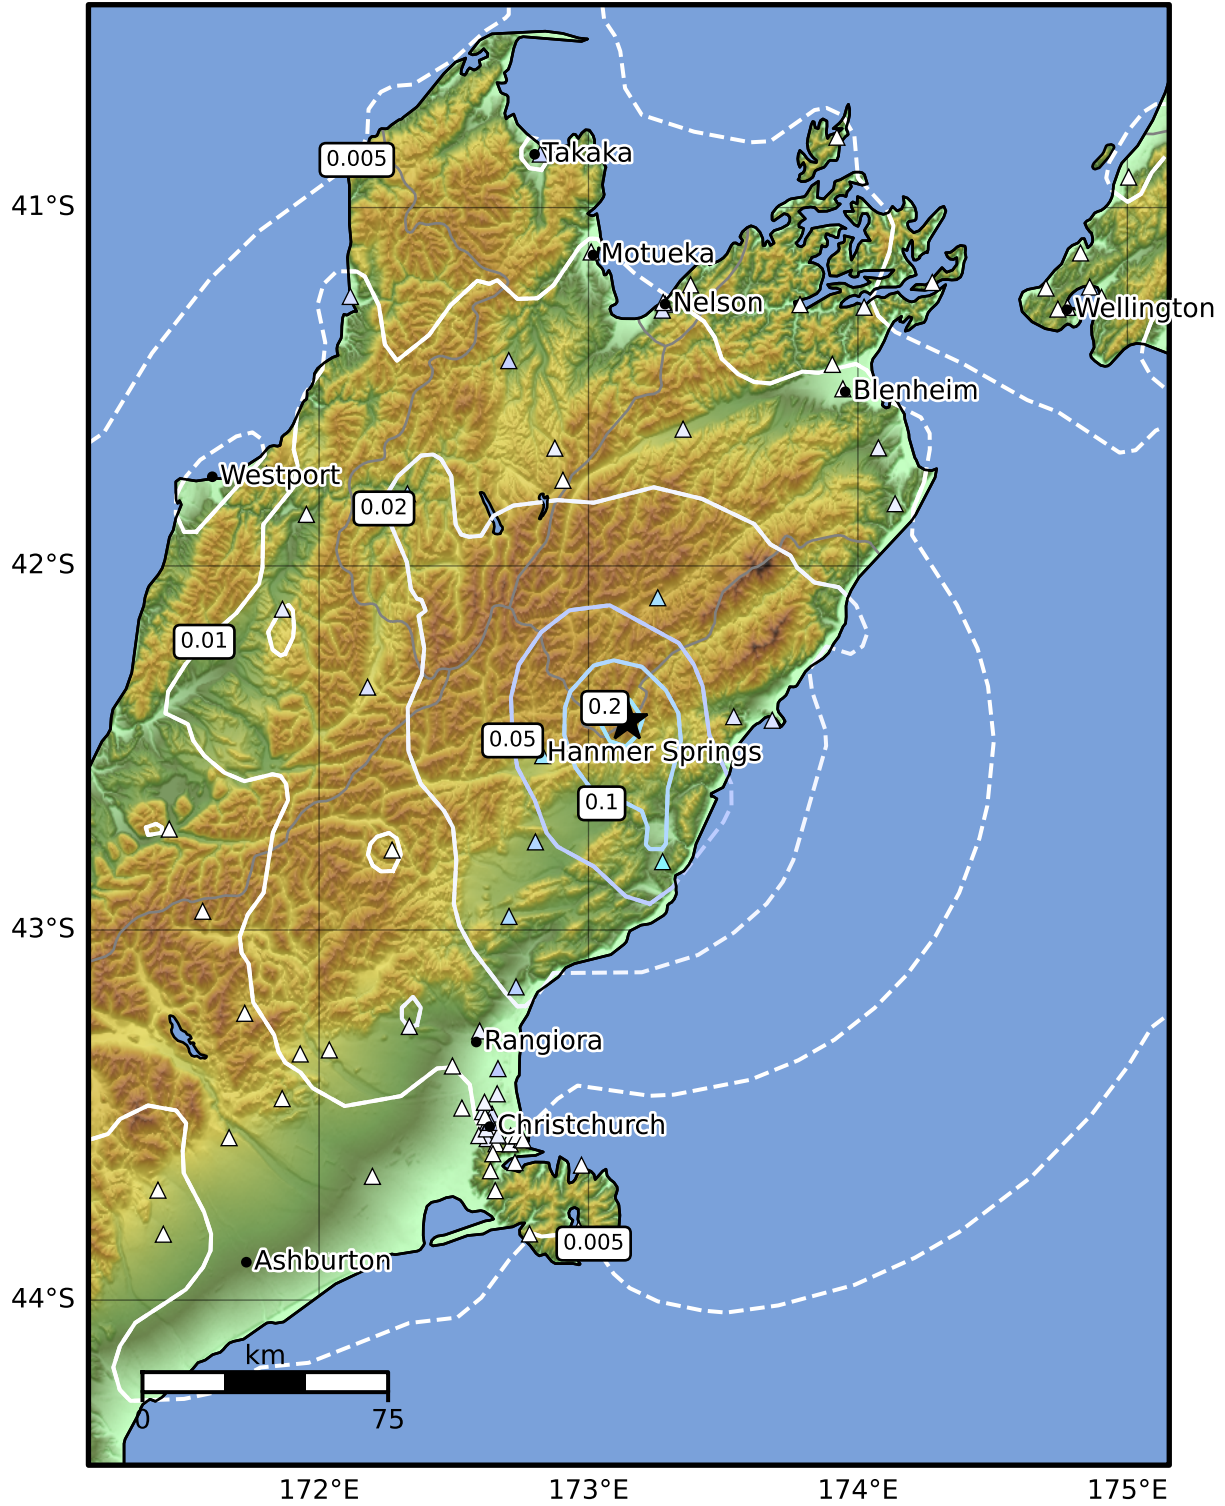 Takaka
0.005
41°S
Motueka
Nelson
Wellington
Blenheim
Westport
0.02
42°S
0.01
0.2
0.05
Hanmer Springs
0.1
43°S
Rangiora
Christchurch
0.005
Ashburton
44°S
km
0 75
172°E 173°E 174°E 175°E